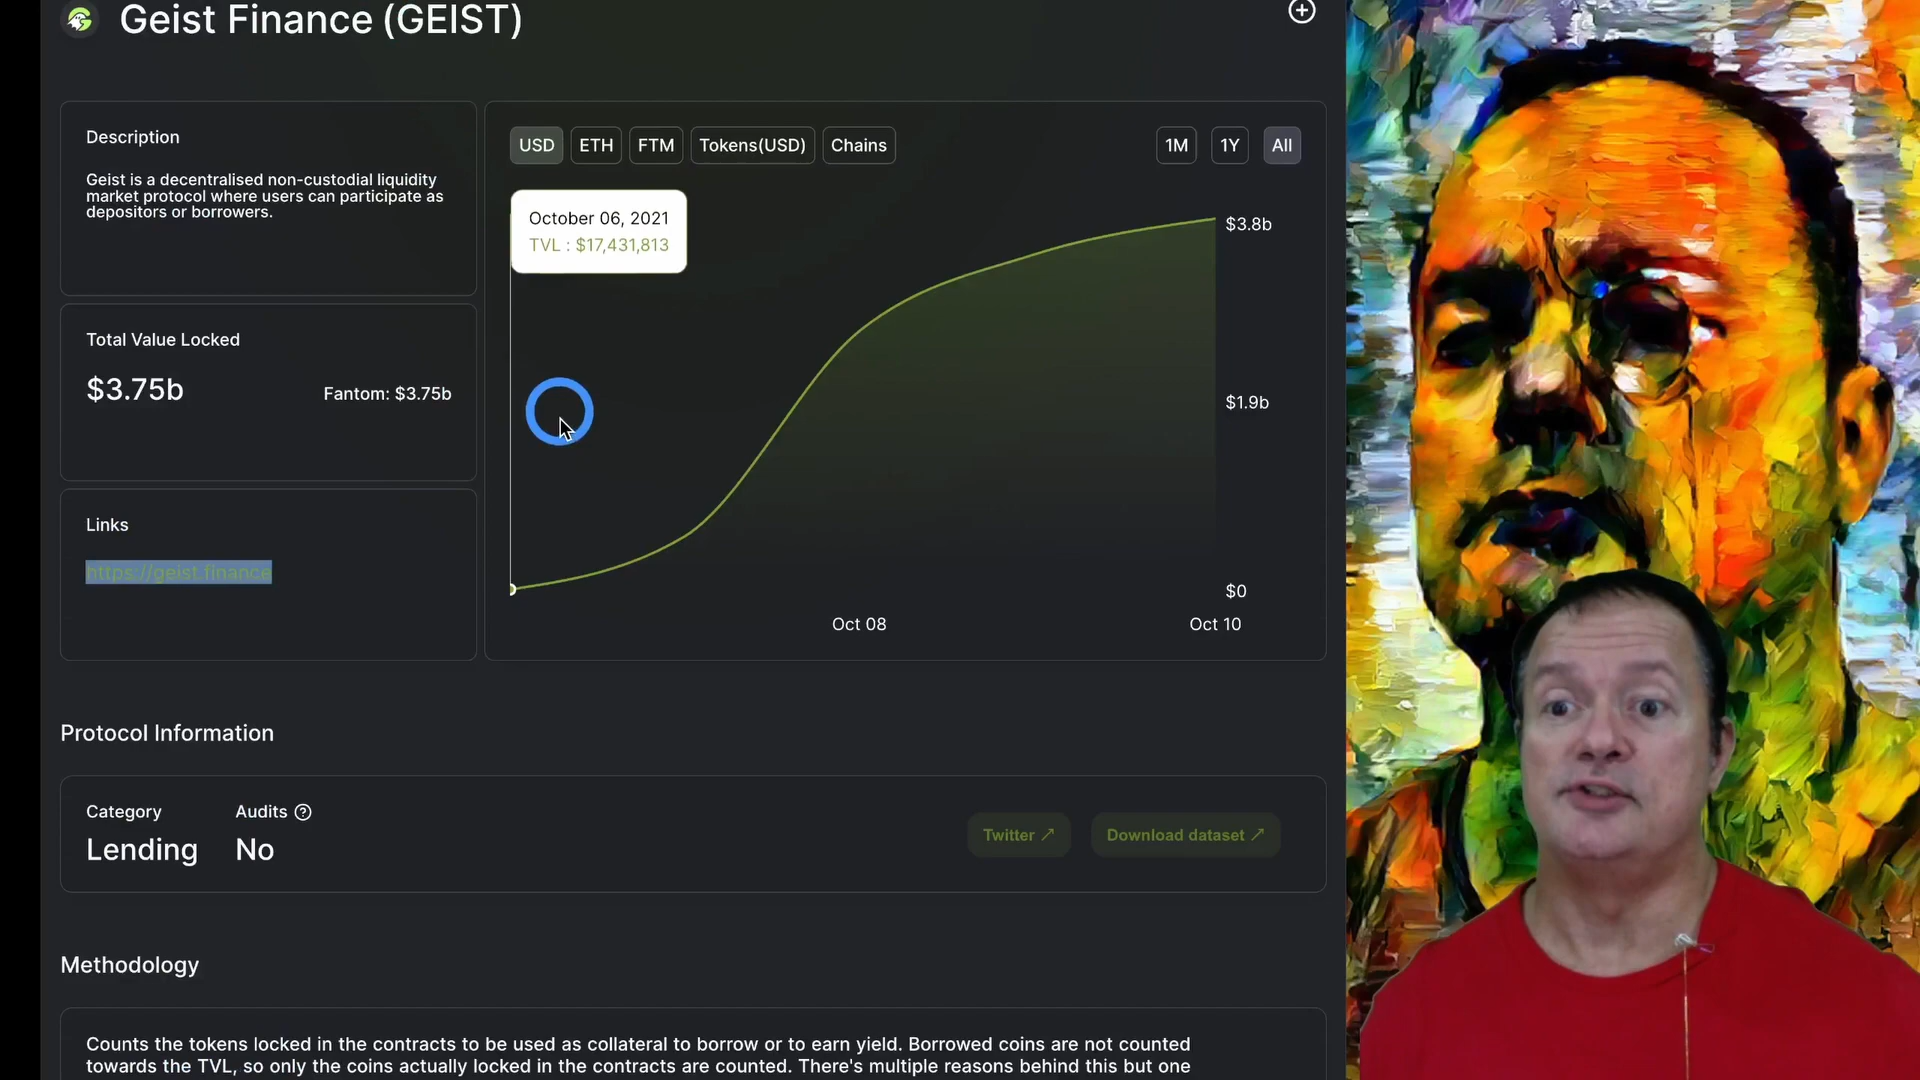 Geist Finance (GEIST)
Description
Geist is a decentralised non-custodial liquidity
market protocol where users can participate as
depositors or borrowers.
Total Value Locked
$3.75b
Fantom: $3.75b
Links
https://geist.finance
USD
ETH
FTM
Tokens(USD)
Chains
1M
1Y
All
October 06, 2021
TVL : $17,431,813
$3.8b
$1.9b
$0
Oct 08
Oct 10
Protocol Information
Category
Audits
Lending
No
Twitter ↗
Download dataset ↗
Methodology
Counts the tokens locked in the contracts to be used as collateral to borrow or to earn yield. Borrowed coins are not counted
towards the TVL, so only the coins actually locked in the contracts are counted. There's multiple reasons behind this but one